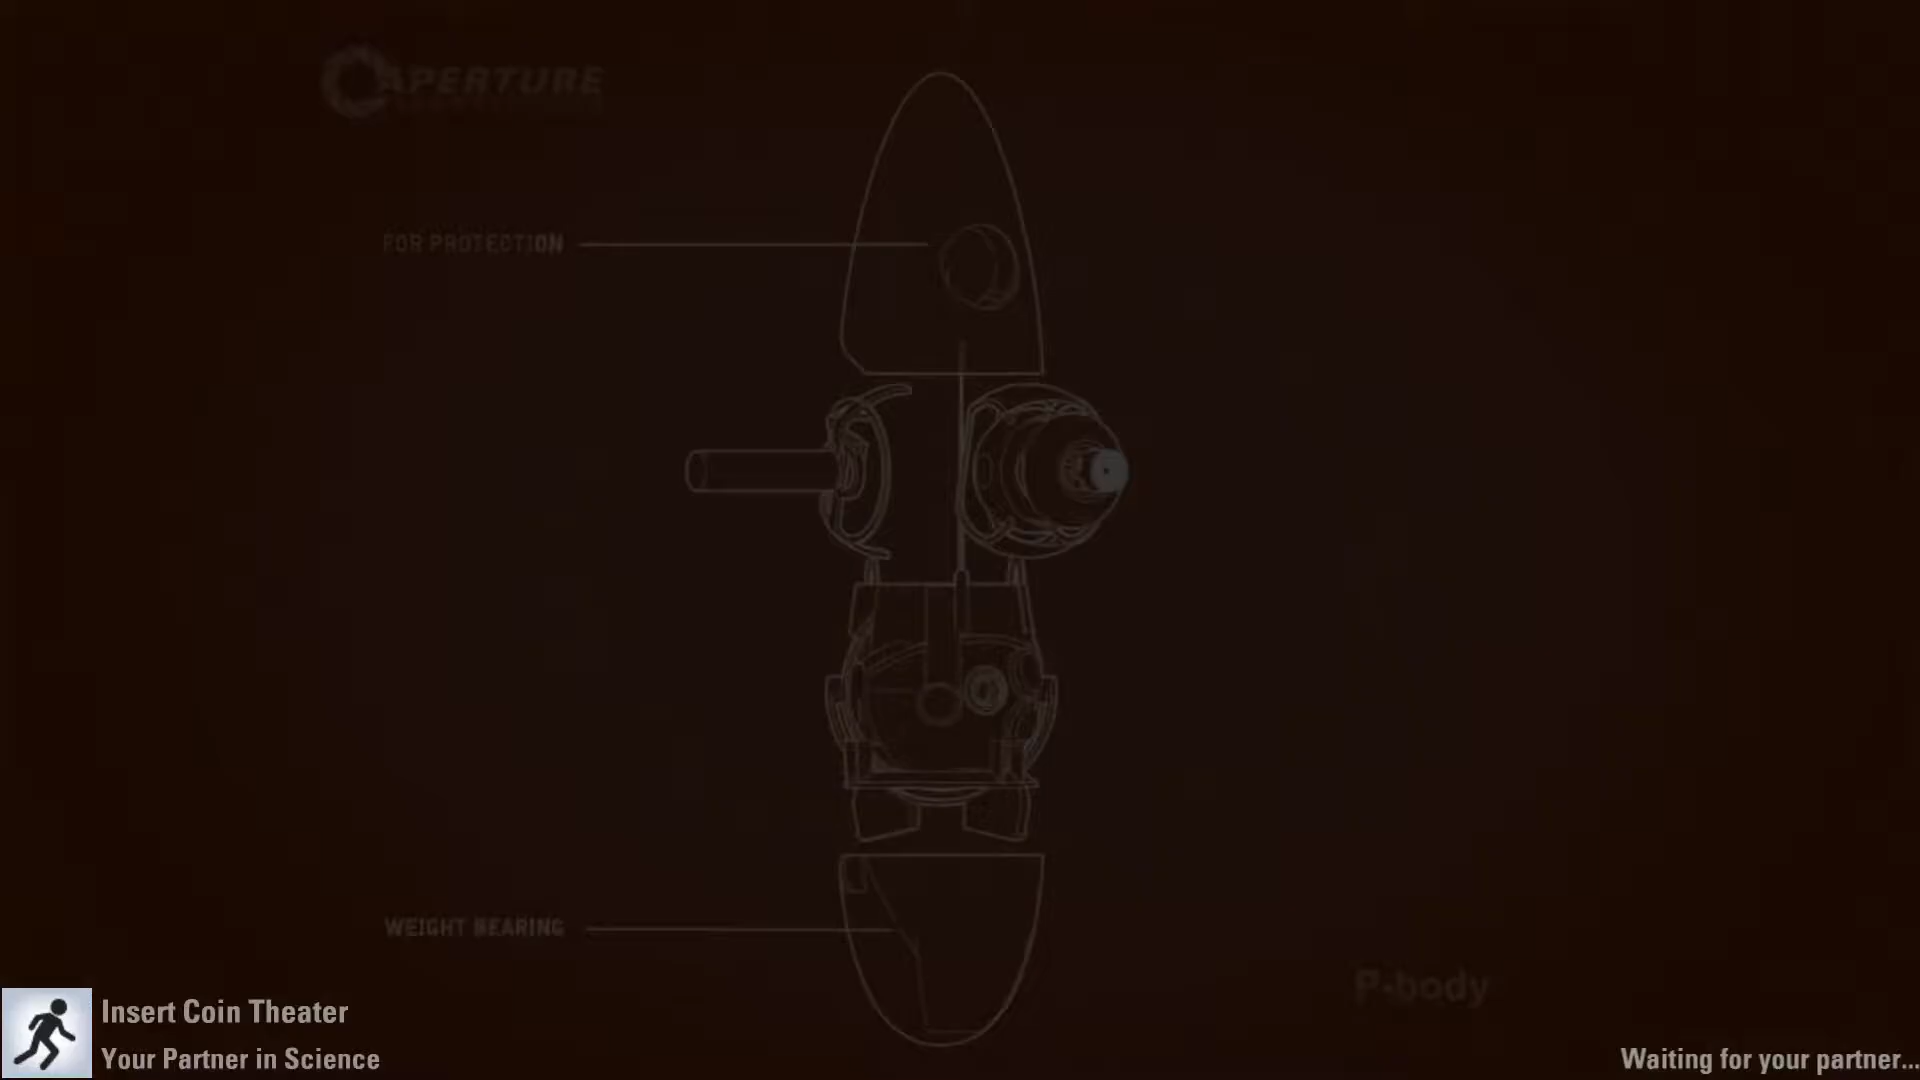 APERTURE
FOR PROTECTION
WEIGHT BEARING
P-body
Insert Coin Theater
Your Partner in Science
Waiting for your partner...